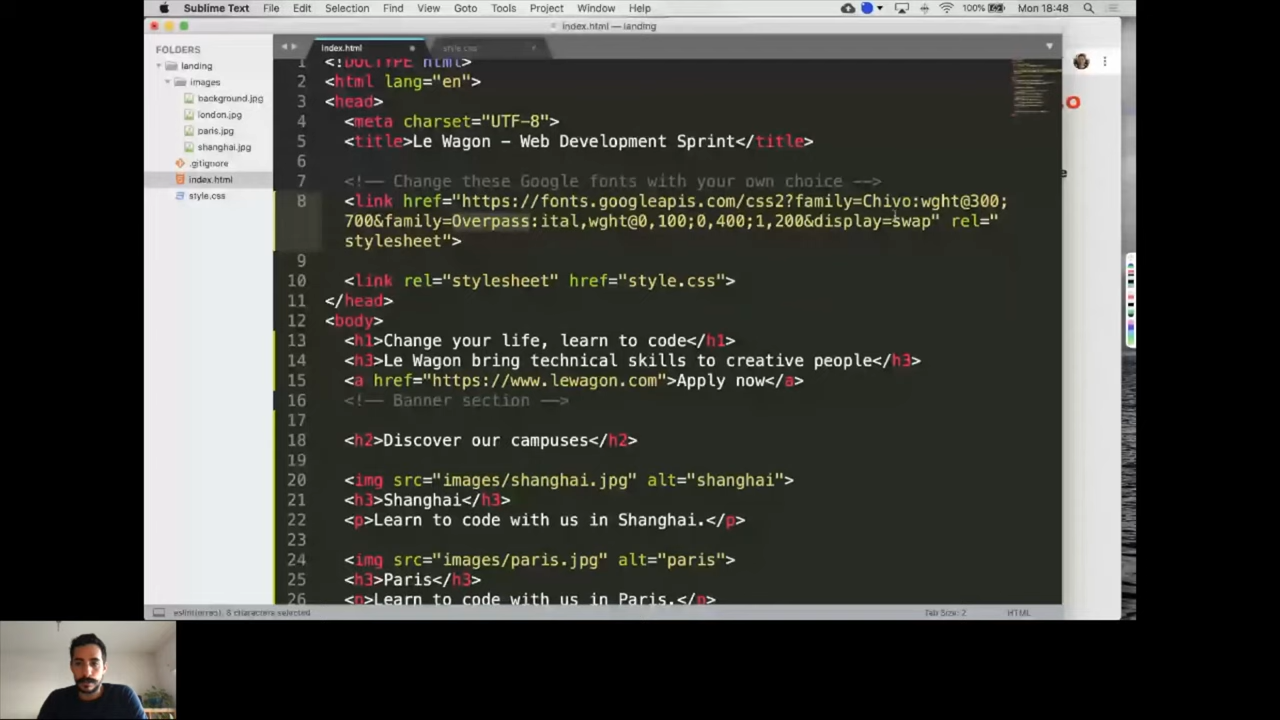 Sublime Text File Edit Selection Find View Goto Tools Project Window Help 100% Mon 18:48
index.html — landing
FOLDERS
landing
images
background.jpg
london.jpg
paris.jpg
shanghai.jpg
.gitignore
index.html
style.css
index.html style.css
1 <!DOCTYPE html>
2 <html lang="en">
3 <head>
4 <meta charset="UTF-8">
5 <title>Le Wagon – Web Development Sprint</title>
6
7 <!–– Change these Google fonts with your own choice ––>
8 <link href="https://fonts.googleapis.com/css2?family=Chivo:wght@300;
700&family=Overpass:ital,wght@0,100;0,400;1,200&display=swap" rel="
stylesheet">
9
10 <link rel="stylesheet" href="style.css">
11 </head>
12 <body>
13 <h1>Change your life, learn to code</h1>
14 <h3>Le Wagon bring technical skills to creative people</h3>
15 <a href="https://www.lewagon.com">Apply now</a>
16 <!–– Banner section ––>
17
18 <h2>Discover our campuses</h2>
19
20 <img src="images/shanghai.jpg" alt="shanghai">
21 <h3>Shanghai</h3>
22 <p>Learn to code with us in Shanghai.</p>
23
24 <img src="images/paris.jpg" alt="paris">
25 <h3>Paris</h3>
26 <p>Learn to code with us in Paris.</p>
8 characters selected Tab Size: 2 HTML